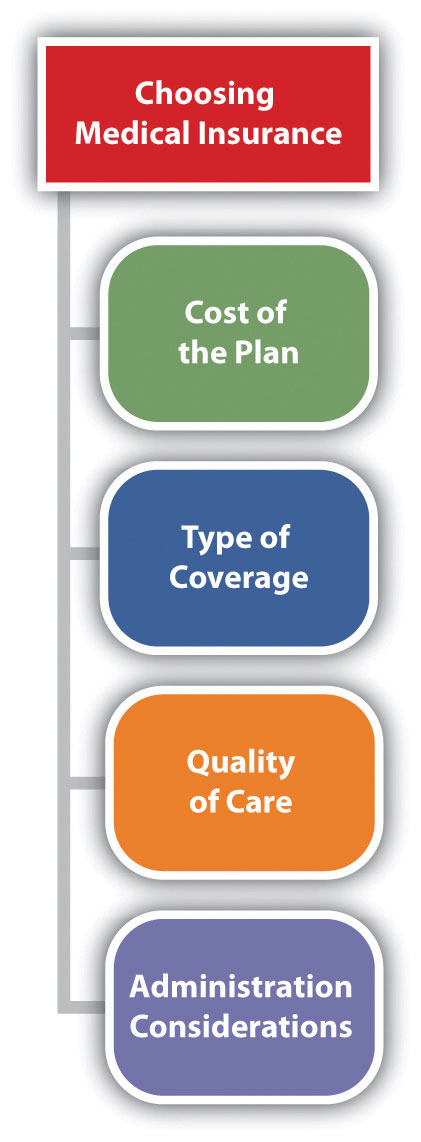 Choosing
Medical Insurance
Cost of
the Plan
Type of
Coverage
Quality
of Care
Administration
Considerations